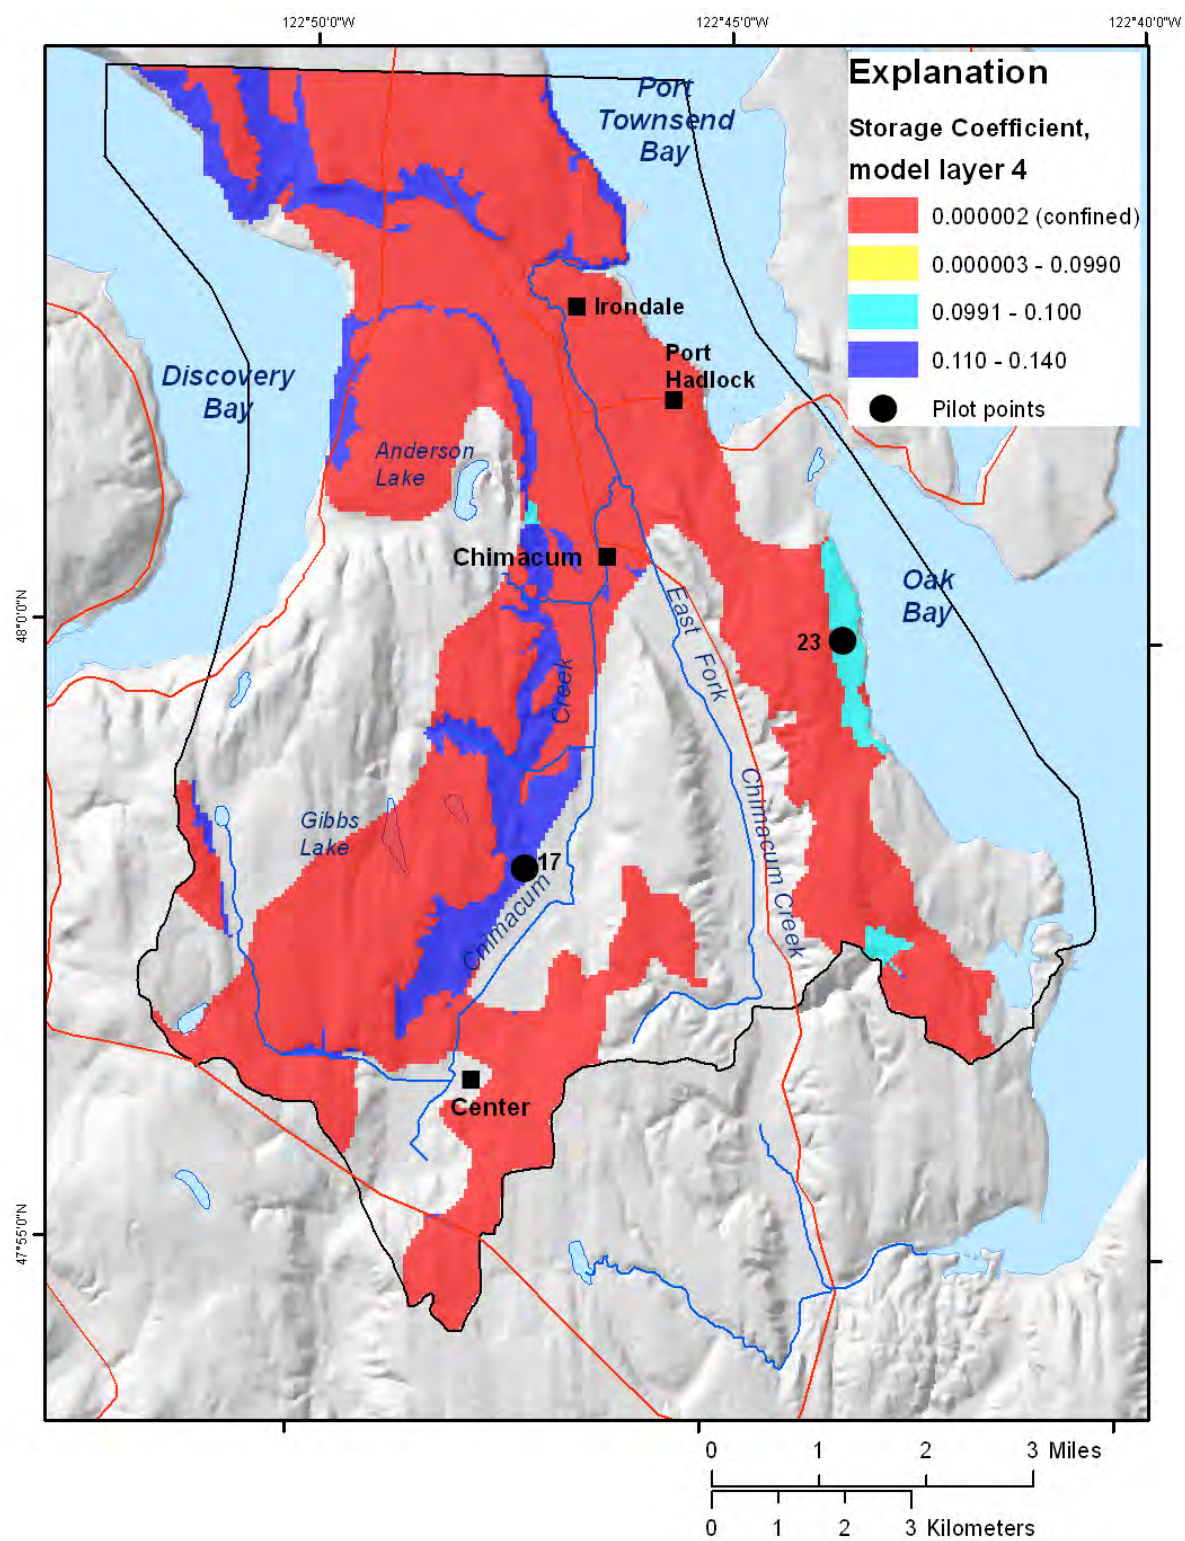 122°50'0"W
122°45'0"W
122°40'0"W
Explanation
Storage Coefficient,
model layer 4
0.000002 (confined)
0.000003 - 0.0990
0.0991 - 0.100
0.110 - 0.140
Pilot points
Port
Townsend
Bay
Irondale
Port
Hadlock
Discovery
Bay
Anderson
Lake
Chimacum
Oak
Bay
48°0'0"N
23
East Fork
Chimacum Creek
Creek
Gibbs
Lake
17
Chimacum
Center
47°55'0"N
0 1 2 3 Miles
0 1 2 3 Kilometers